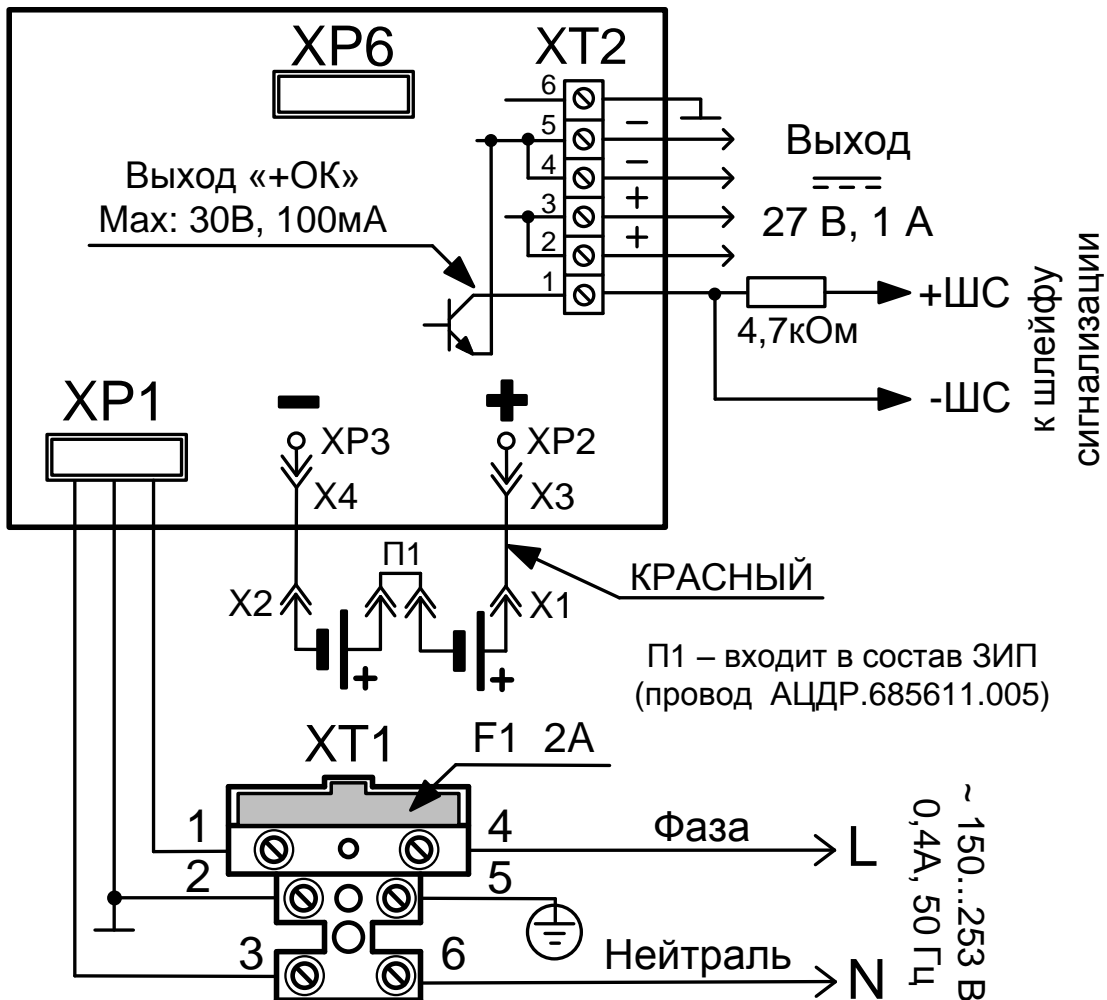 XP6
XT2
6
5
4
3
2
1
–
–
+
+
Выход
27 В, 1 А
Выход «+ОК»
Max: 30В, 100мА
4,7кОм
+ШС
-ШС
к шлейфу
сигнализации
XP1
XP3
XP2
X4
X3
П1
X2
X1
КРАСНЫЙ
+
+
П1 – входит в состав ЗИП
(провод АЦДР.685611.005)
XT1
F1 2A
1
4
Фаза
L
2
5
3
6
Нейтраль
N
~ 150...253 В
0,4А, 50 Гц